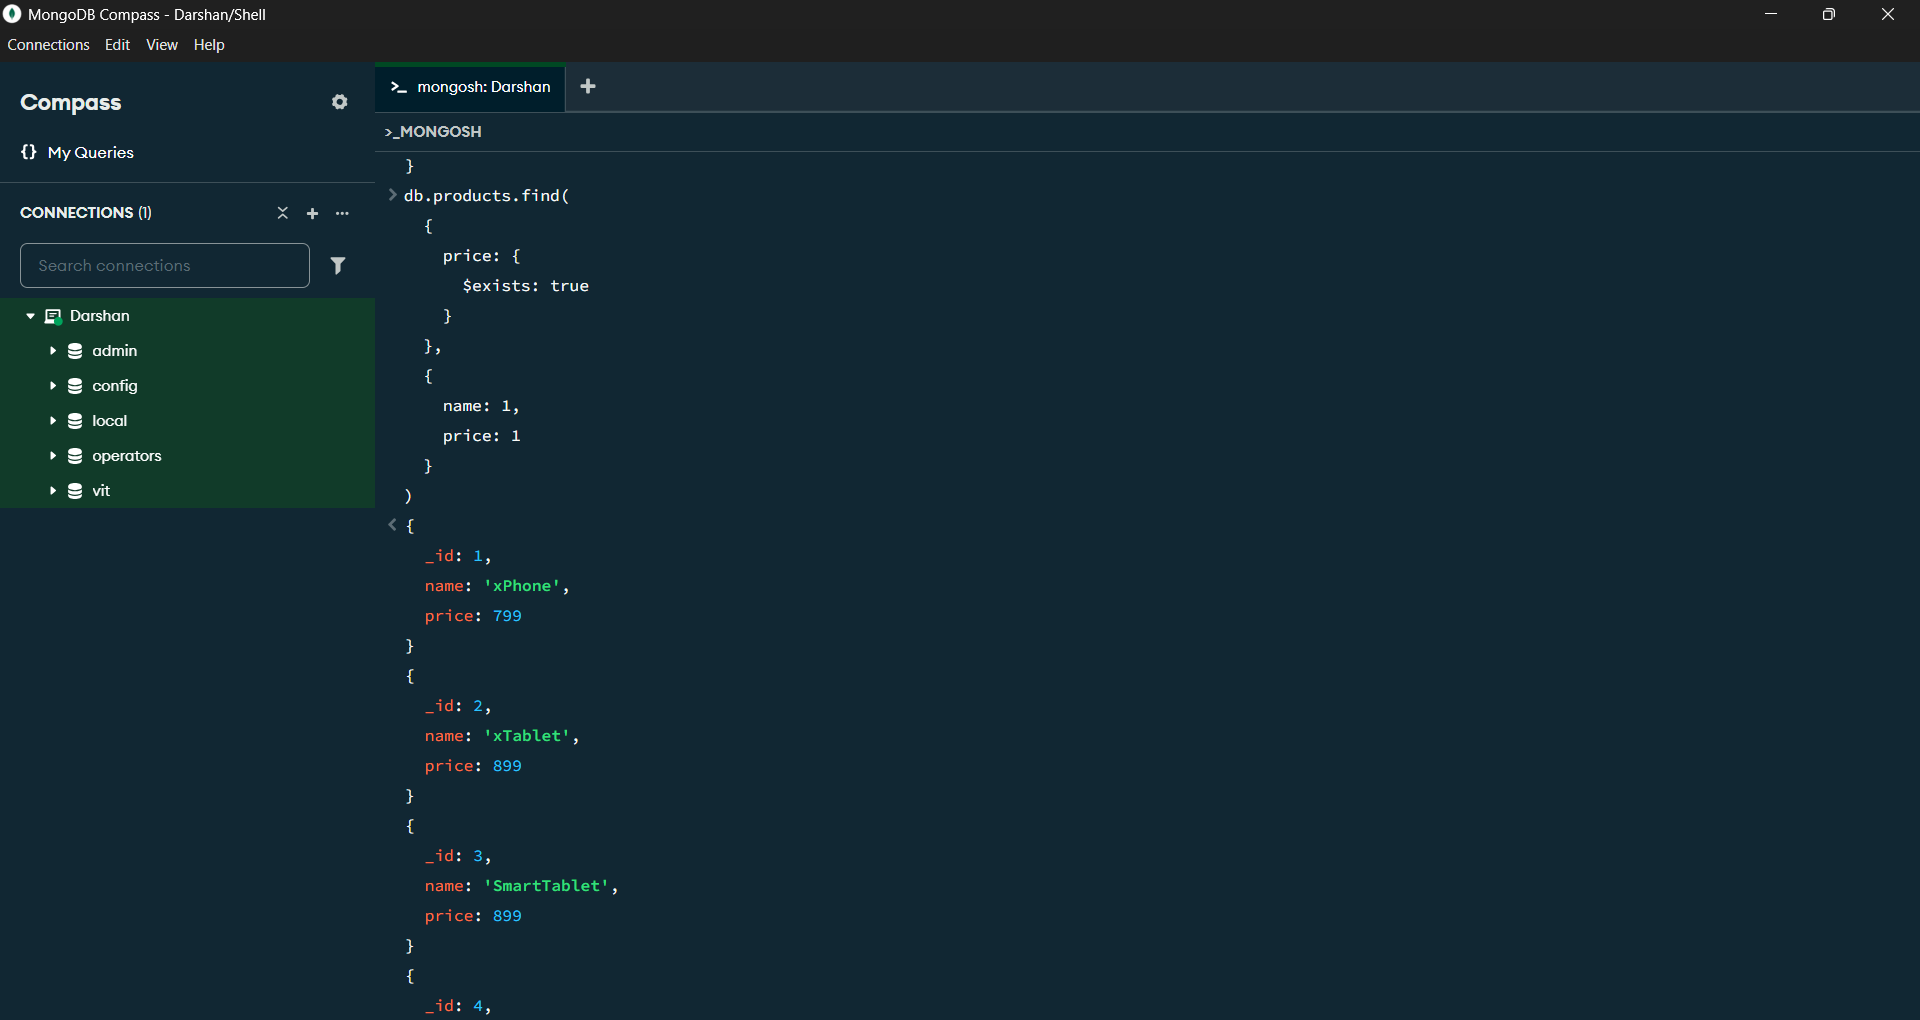 MongoDB Compass - Darshan/Shell
Connections Edit View Help
Compass
{} My Queries
CONNECTIONS (1)
Search connections
Darshan
admin
config
local
operators
vit
>_ mongosh: Darshan +
>_MONGOSH
}
> db.products.find(
{
price: {
$exists: true
}
},
{
name: 1,
price: 1
}
)
< {
_id: 1,
name: 'xPhone',
price: 799
}
{
_id: 2,
name: 'xTablet',
price: 899
}
{
_id: 3,
name: 'SmartTablet',
price: 899
}
{
_id: 4,